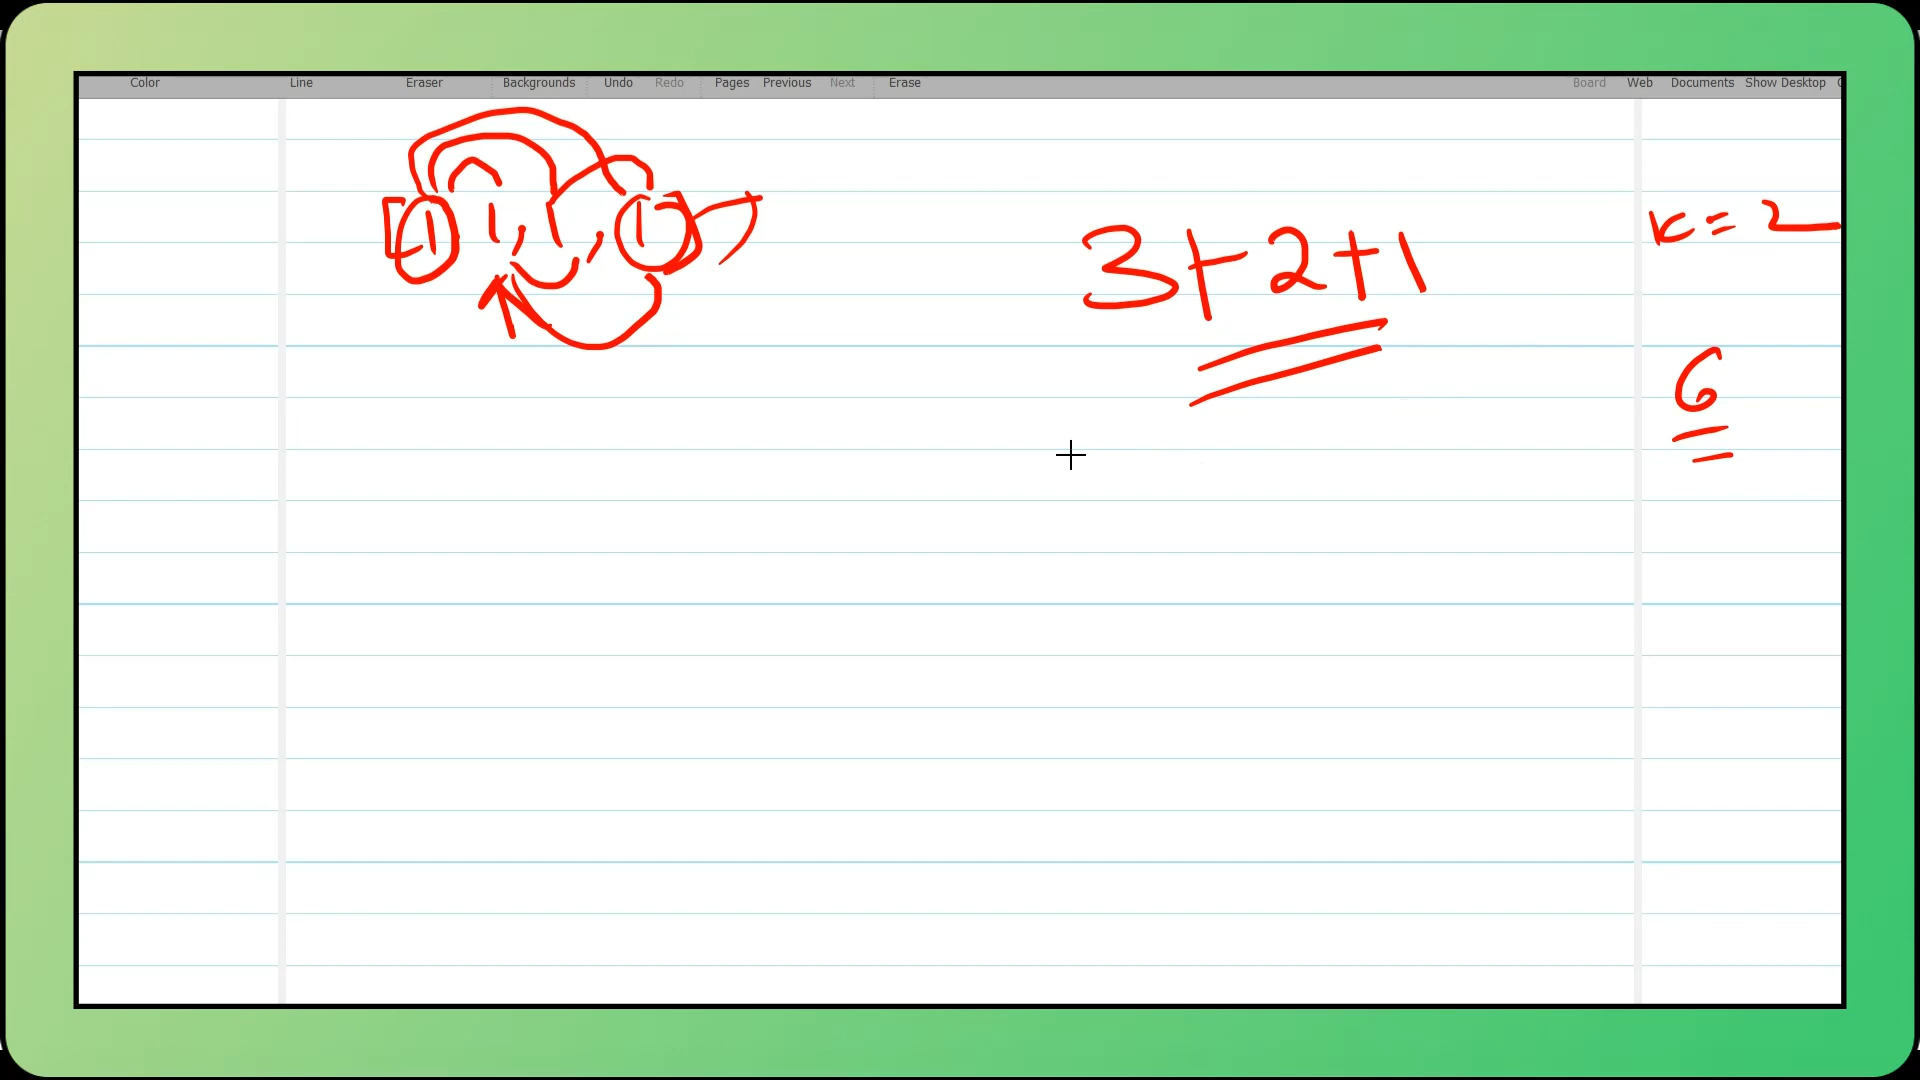 Color Line Eraser Backgrounds Undo Redo Pages Previous Next Erase Board Web Documents Show Desktop
[1 1, 1, 1]
3+2+1
k=2
6